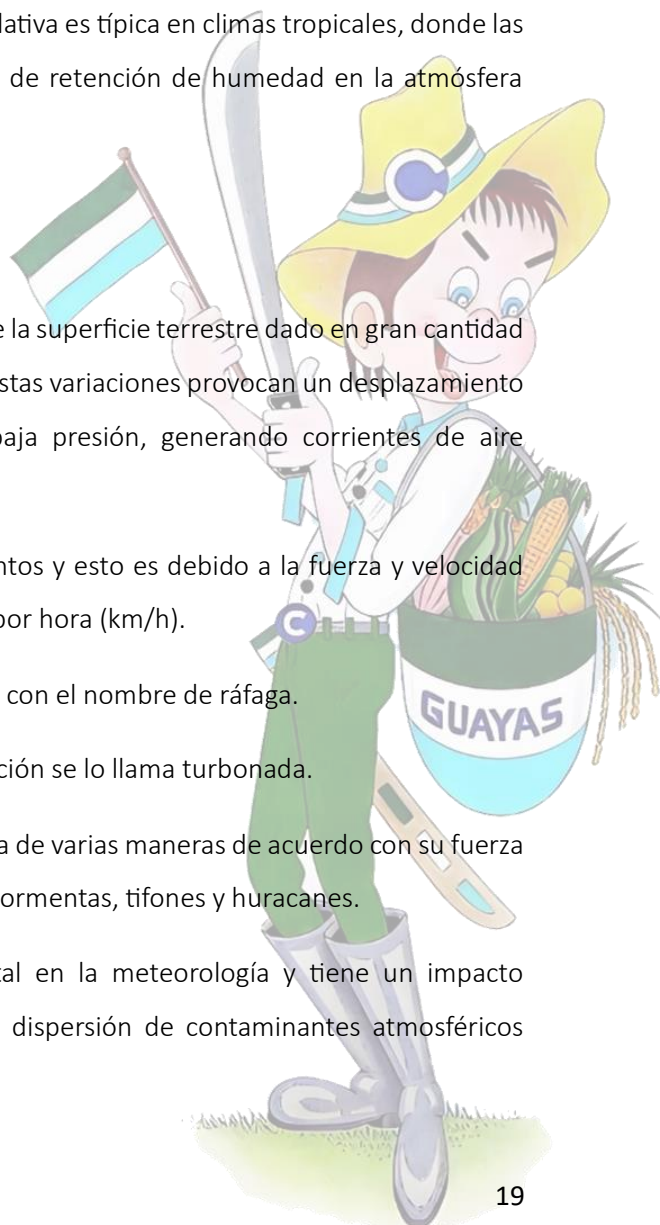 lativa es típica en climas tropicales, donde las
de retención de humedad en la atmósfera
e la superficie terrestre dado en gran cantidad
stas variaciones provocan un desplazamiento
baja presión, generando corrientes de aire
ntos y esto es debido a la fuerza y velocidad
por hora (km/h).
C
con el nombre de ráfaga.
GUAYAS
ción se lo llama turbonada.
a de varias maneras de acuerdo con su fuerza
ormentas, tifones y huracanes.
tal en la meteorología y tiene un impacto
dispersión de contaminantes atmosféricos
19